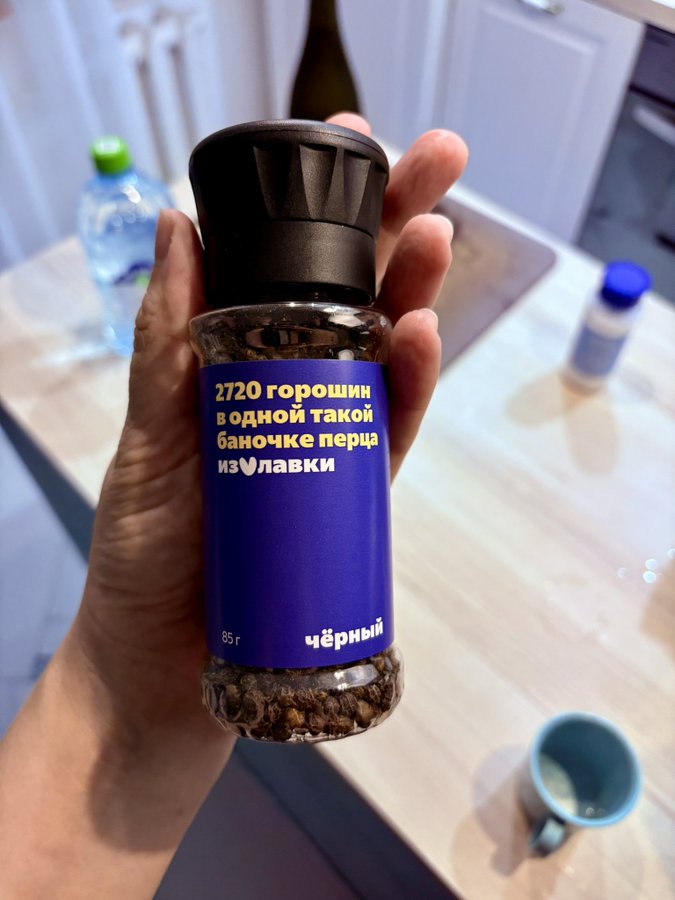 2720 горошин
в одной такой
баночке перца
из лавки
85 г
чёрный